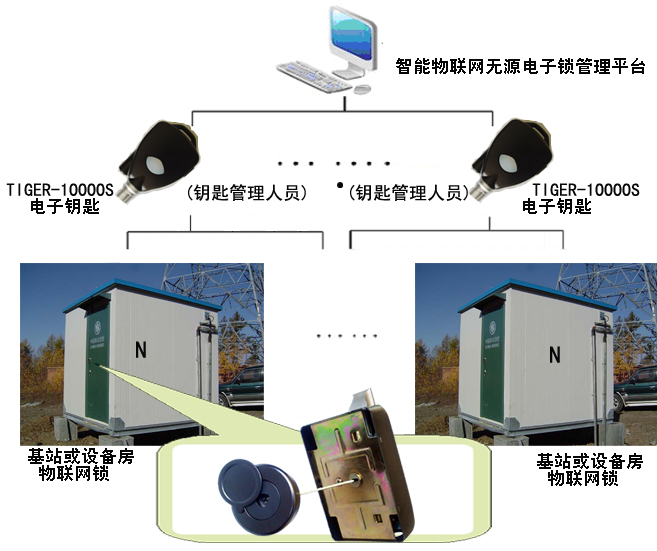 智能物联网无源电子锁管理平台
TIGER-10000S
电子钥匙
(钥匙管理人员)
(钥匙管理人员)
TIGER-10000S
电子钥匙
N
N
基站或设备房
物联网锁
基站或设备房
物联网锁